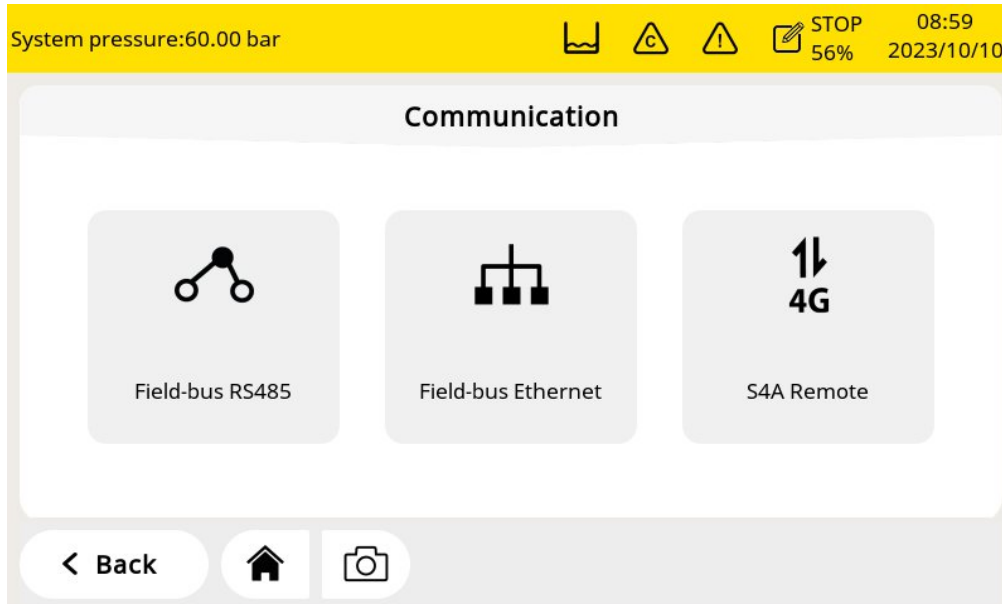 System pressure:60.00 bar
C
!
STOP
56%
08:59
2023/10/10
Communication
4G
Field-bus RS485
Field-bus Ethernet
S4A Remote
Back